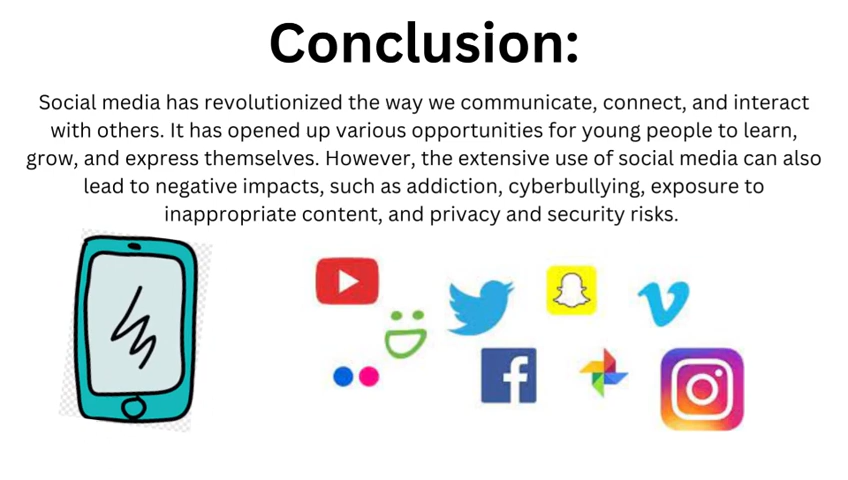 Conclusion:
Social media has revolutionized the way we communicate, connect, and interact
with others. It has opened up various opportunities for young people to learn,
grow, and express themselves. However, the extensive use of social media can also
lead to negative impacts, such as addiction, cyberbullying, exposure to
inappropriate content, and privacy and security risks.